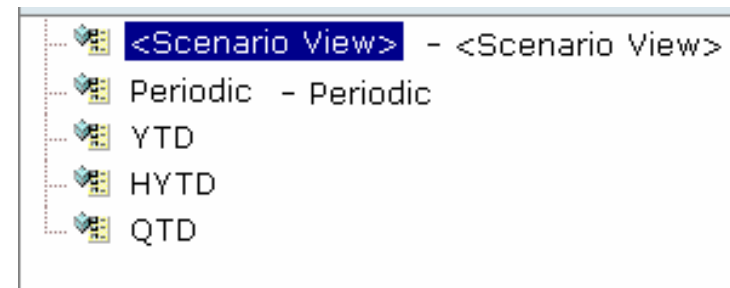 <Scenario View> - <Scenario View>
Periodic - Periodic
YTD
HYTD
QTD